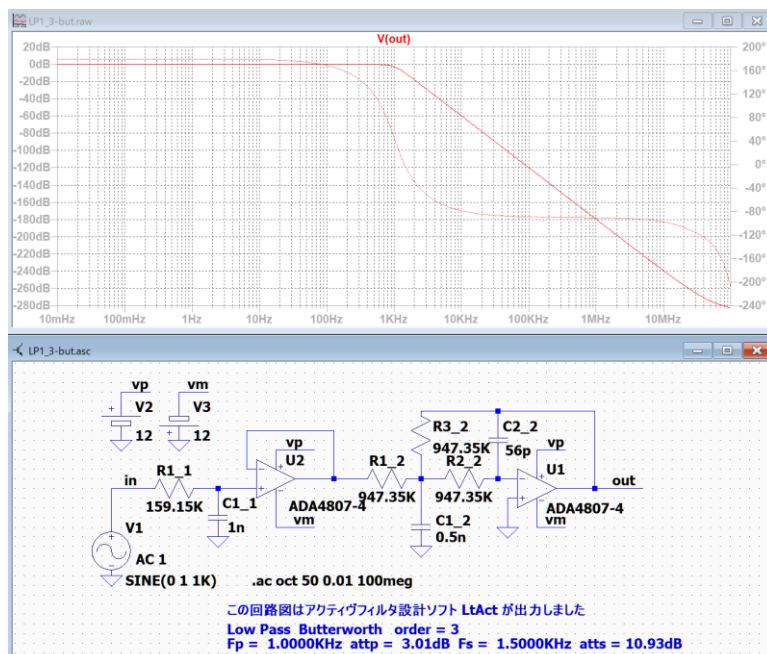 LP1_3-but.raw
V(out)
20dB 200°
0dB 160°
-20dB 120°
-40dB
-60dB 80°
-80dB 40°
-100dB
-120dB 0°
-140dB -40°
-160dB
-180dB -80°
-200dB -120°
-220dB
-240dB -160°
-260dB -200°
-280dB -240°
10mHz 100mHz 1Hz 10Hz 100Hz 1KHz 10KHz 100KHz 1MHz 10MHz
LP1_3-but.asc
vp vm
V2 V3
12 12
R3_2 C2_2
947.35K 56p
vp vp
in R1_1 U2 R1_2 R2_2 U1 out
159.15K C1_1 ADA4807-4 947.35K 947.35K ADA4807-4
1n vm C1_2 vm
V1 0.5n
AC 1
SINE(0 1 1K) .ac oct 50 0.01 100meg
この回路図はアクティヴフィルタ設計ソフト LtAct が出力しました
Low Pass Butterworth order = 3
Fp = 1.0000KHz attp = 3.01dB Fs = 1.5000KHz atts = 10.93dB